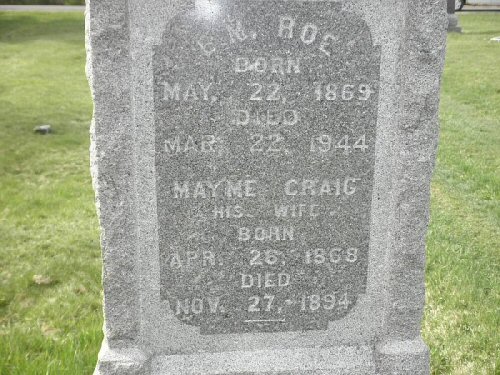 E. M. ROE
BORN
MAY, 22, 1869
DIED
MAR. 22, 1944
MAYME CRAIG
HIS WIFE
BORN
APR. 26, 1868
DIED
NOV. 27, 1894